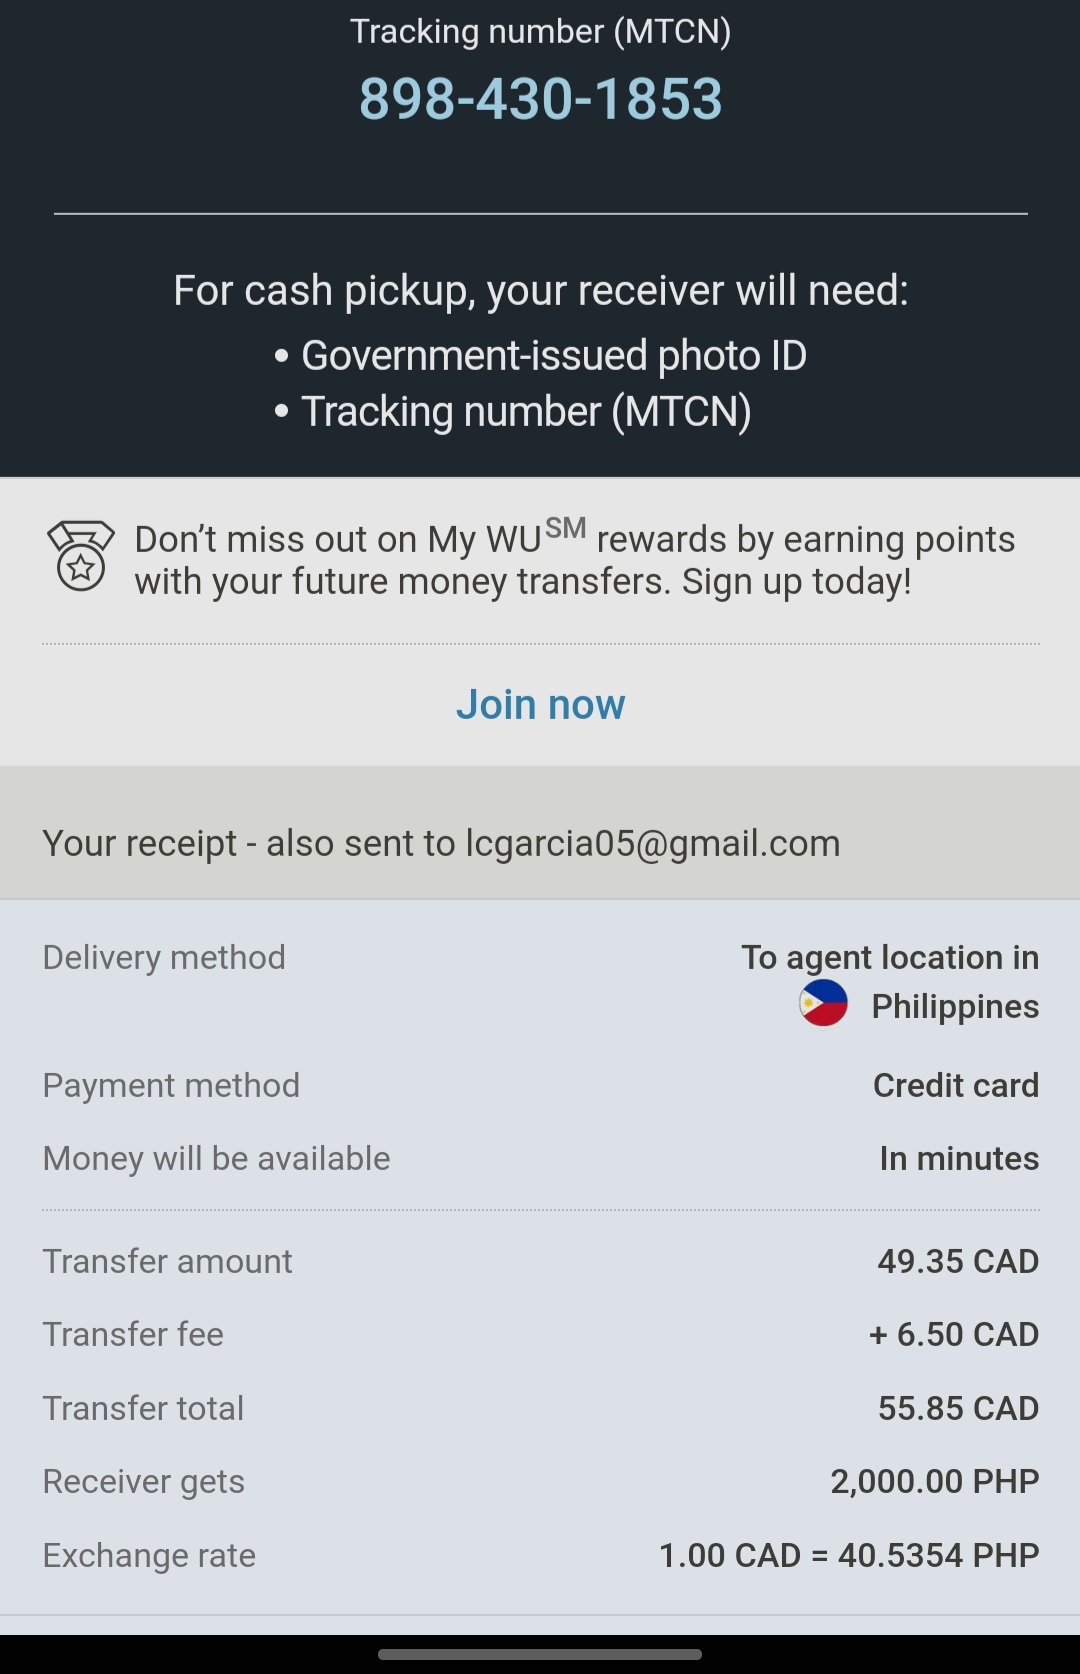 Tracking number (MTCN)
898-430-1853
For cash pickup, your receiver will need:
• Government-issued photo ID
• Tracking number (MTCN)
Don’t miss out on My WU℠ rewards by earning points
with your future money transfers. Sign up today!
Join now
Your receipt - also sent to lcgarcia05@gmail.com
Delivery method To agent location in
Philippines
Payment method Credit card
Money will be available In minutes
Transfer amount 49.35 CAD
Transfer fee + 6.50 CAD
Transfer total 55.85 CAD
Receiver gets 2,000.00 PHP
Exchange rate 1.00 CAD = 40.5354 PHP